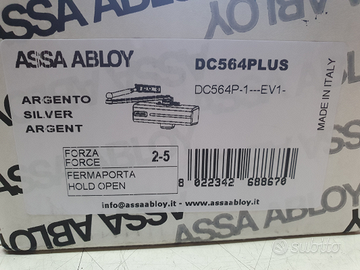 ASSA ABLOY
ASSA ABLOY
DC564PLUS
DC564P-1---EV1-
ARGENTO
SILVER
ARGENT
MADE IN ITALY
FORZA
FORCE
2-5
FERMAPORTA
HOLD OPEN
8 022342 688670
info@assaabloy.it www.assaabloy.it
ASSA ABLOY
subito